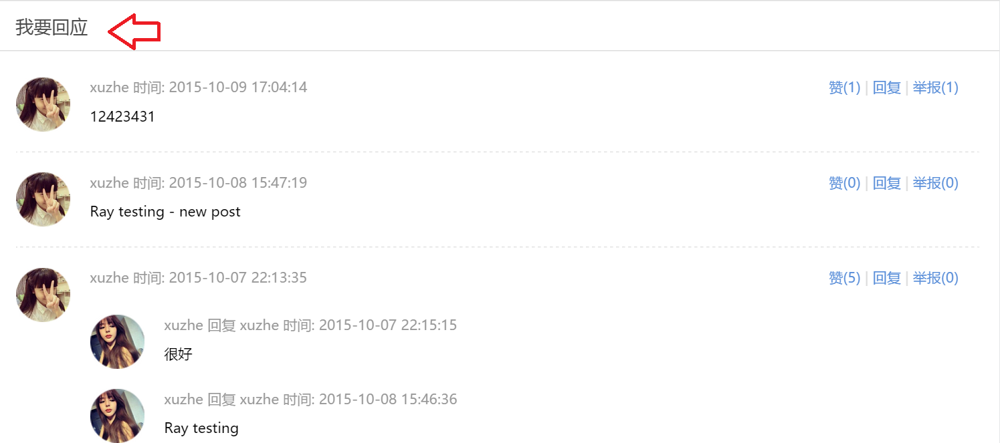 我要回应
xuzhe 时间: 2015-10-09 17:04:14 赞(1) | 回复 | 举报(1)
12423431
xuzhe 时间: 2015-10-08 15:47:19 赞(0) | 回复 | 举报(0)
Ray testing - new post
xuzhe 时间: 2015-10-07 22:13:35 赞(5) | 回复 | 举报(0)
xuzhe 回复 xuzhe 时间: 2015-10-07 22:15:15
很好
xuzhe 回复 xuzhe 时间: 2015-10-08 15:46:36
Ray testing